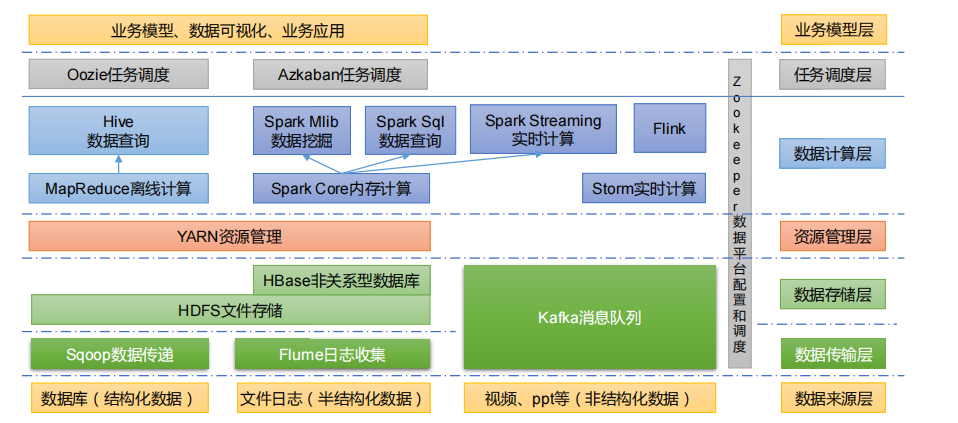 业务模型、数据可视化、业务应用
业务模型层
Oozie任务调度
Azkaban任务调度
任务调度层
Hive
数据查询
Spark Mlib
数据挖掘
Spark Sql
数据查询
Spark Streaming
实时计算
Flink
数据计算层
MapReduce离线计算
Spark Core内存计算
Storm实时计算
Zookeeper数据平台配置和调度
YARN资源管理
资源管理层
HBase非关系型数据库
HDFS文件存储
Kafka消息队列
数据存储层
Sqoop数据传递
Flume日志收集
数据传输层
数据库（结构化数据）
文件日志（半结构化数据）
视频、ppt等（非结构化数据）
数据来源层